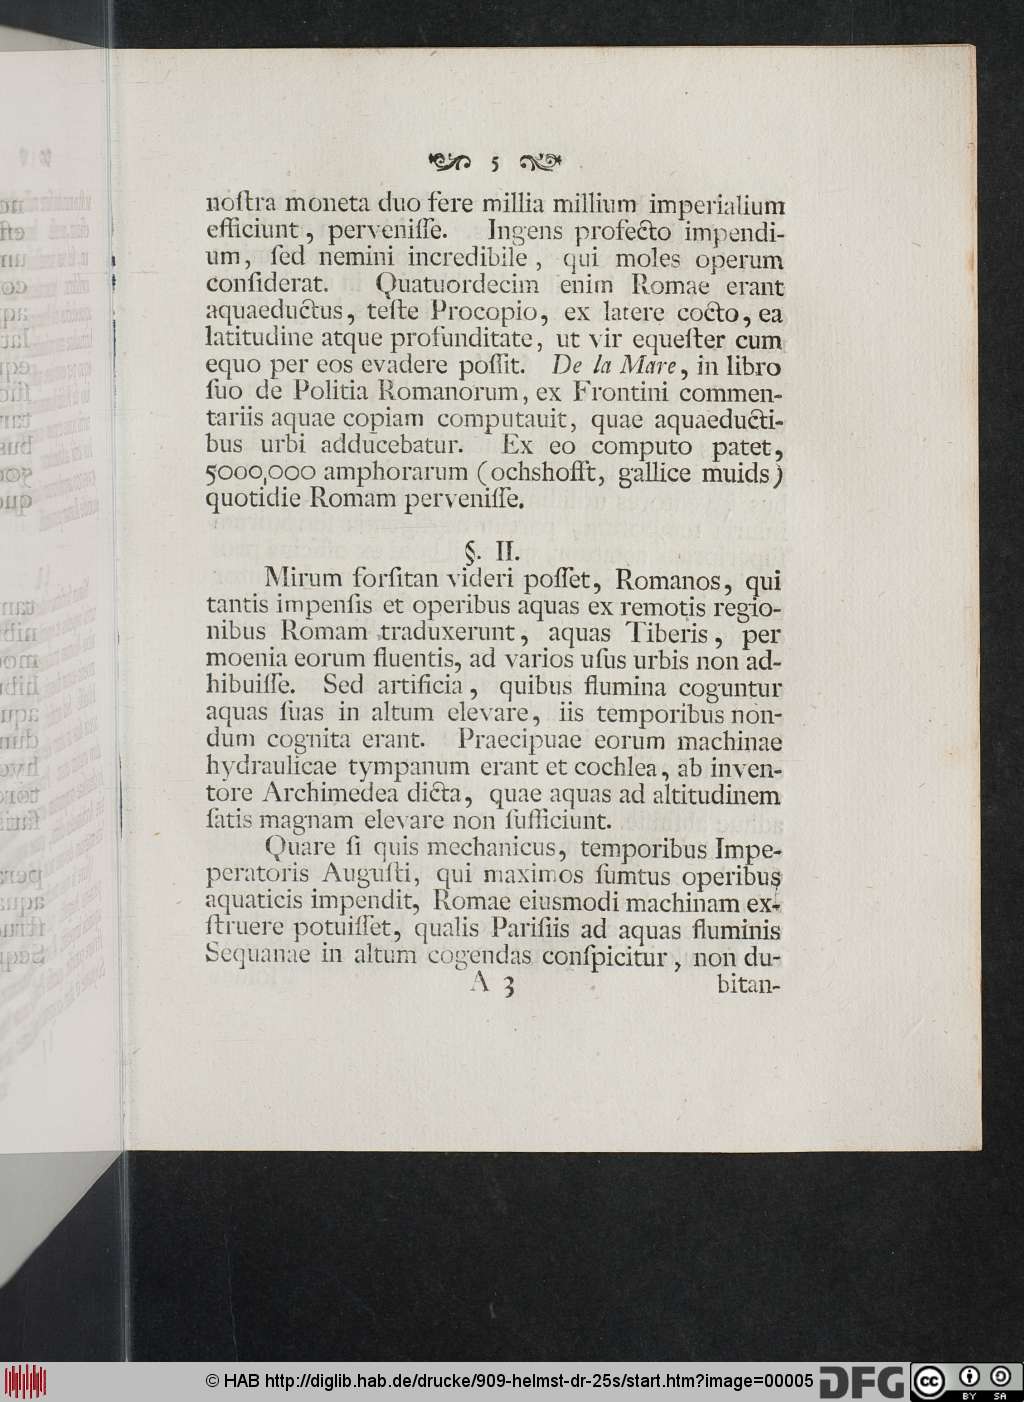 5
noſtra moneta duo fere millia millium imperialium
efficiunt, perveniſſe. Ingens profecto impendi-
um, ſed nemini incredibile, qui moles operum
conſiderat. Quatuordecim enim Romae erant
aquaeductus, teſte Procopio, ex latere cocto, ea
latitudine atque profunditate, ut vir equeſter cum
equo per eos evadere poſſit. De la Mare, in libro
ſuo de Politia Romanorum, ex Frontini commen-
tariis aquae copiam computauit, quae aquaeducti-
bus urbi adducebatur. Ex eo computo patet,
5000,000 amphorarum (ochshofft, gallice muids)
quotidie Romam perveniſſe.
§. II.
Mirum forſitan videri poſſet, Romanos, qui
tantis impenſis et operibus aquas ex remotis regio-
nibus Romam traduxerunt, aquas Tiberis, per
moenia eorum fluentis, ad varios uſus urbis non ad-
hibuiſſe. Sed artificia, quibus flumina coguntur
aquas ſuas in altum elevare, iis temporibus non-
dum cognita erant. Praecipuae eorum machinae
hydraulicae tympanum erant et cochlea, ab inven-
tore Archimedea dicta, quae aquas ad altitudinem
ſatis magnam elevare non ſufficiunt.
Quare ſi quis mechanicus, temporibus Impe-
peratoris Auguſti, qui maximos ſumtus operibus
aquaticis impendit, Romae eiusmodi machinam ex-
ſtruere potuiſſet, qualis Pariſiis ad aquas fluminis
Sequanae in altum cogendas conſpicitur, non du-
A 3 bitan-
© HAB http://diglib.hab.de/drucke/909-helmst-dr-25s/start.htm?image=00005
DFG
cc BY SA